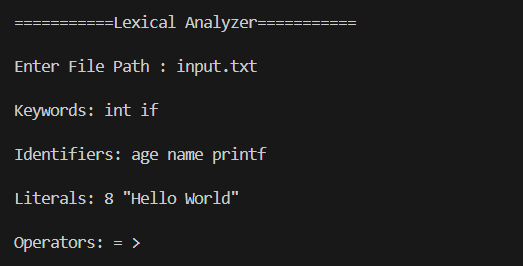 ===========Lexical Analyzer===========
Enter File Path : input.txt
Keywords: int if
Identifiers: age name printf
Literals: 8 "Hello World"
Operators: = >